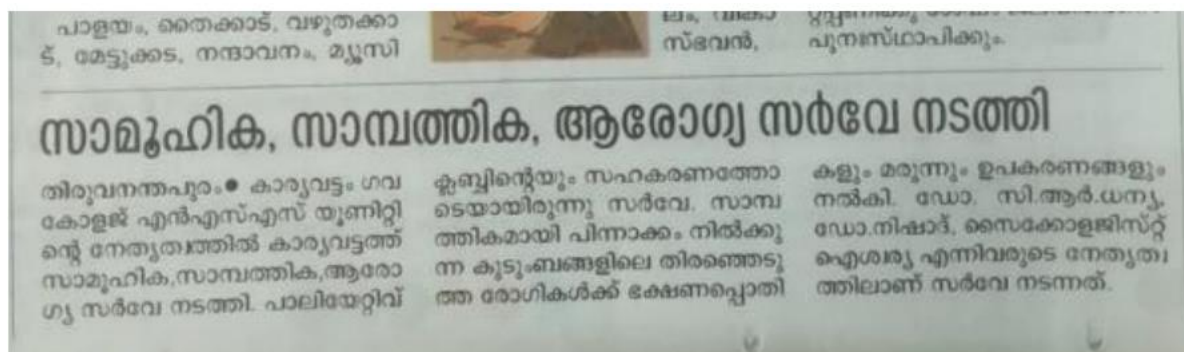 പാളയം, തൈക്കാട്, വഴുതക്കാ
ട്, മേട്ടുക്കട, നന്ദാവനം, മ്യൂസി
ലം, വികാ
സ്ഭവൻ,
പുനഃസ്ഥാപിക്കും.
സാമൂഹിക, സാമ്പത്തിക, ആരോഗ്യ സർവേ നടത്തി
തിരുവനന്തപുരം● കാര്യവട്ടം ഗവ
കോളജ് എൻഎസ്എസ് യൂണിറ്റി
ന്റെ നേതൃത്വത്തിൽ കാര്യവട്ടത്ത്
സാമൂഹിക,സാമ്പത്തിക,ആരോ
ഗ്യ സർവേ നടത്തി. പാലിയേറ്റിവ്
ക്ലബ്ബിന്റെയും സഹകരണത്തോ
ടെയായിരുന്നു സർവേ. സാമ്പ
ത്തികമായി പിന്നാക്കം നിൽക്കു
ന്ന കുടുംബങ്ങളിലെ തിരഞ്ഞെടു
ത്ത രോഗികൾക്ക് ഭക്ഷണപ്പൊതി
കളും മരുന്നും ഉപകരണങ്ങളും
നൽകി. ഡോ. സി.ആർ.ധന്യ,
ഡോ.നിഷാദ്, സൈക്കോളജിസ്റ്റ്
ഐശ്വര്യ എന്നിവരുടെ നേതൃത്വ
ത്തിലാണ് സർവേ നടന്നത്.